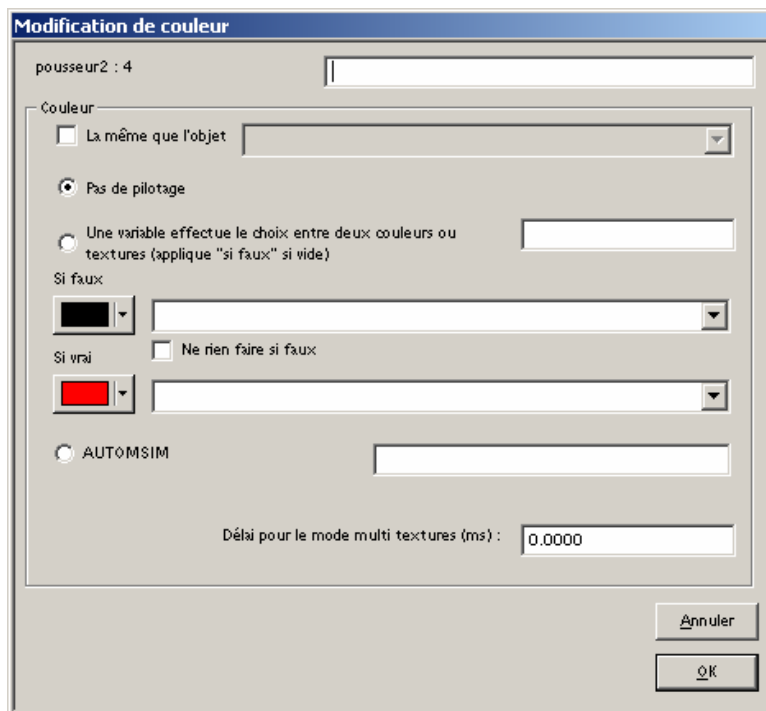 Modification de couleur
pousseur2 : 4
Couleur
La même que l'objet
Pas de pilotage
Une variable effectue le choix entre deux couleurs ou
textures (applique "si faux" si vide)
Si faux
Ne rien faire si faux
Si vrai
AUTOMSIM
Délai pour le mode multi textures (ms) :
0.0000
Annuler
OK